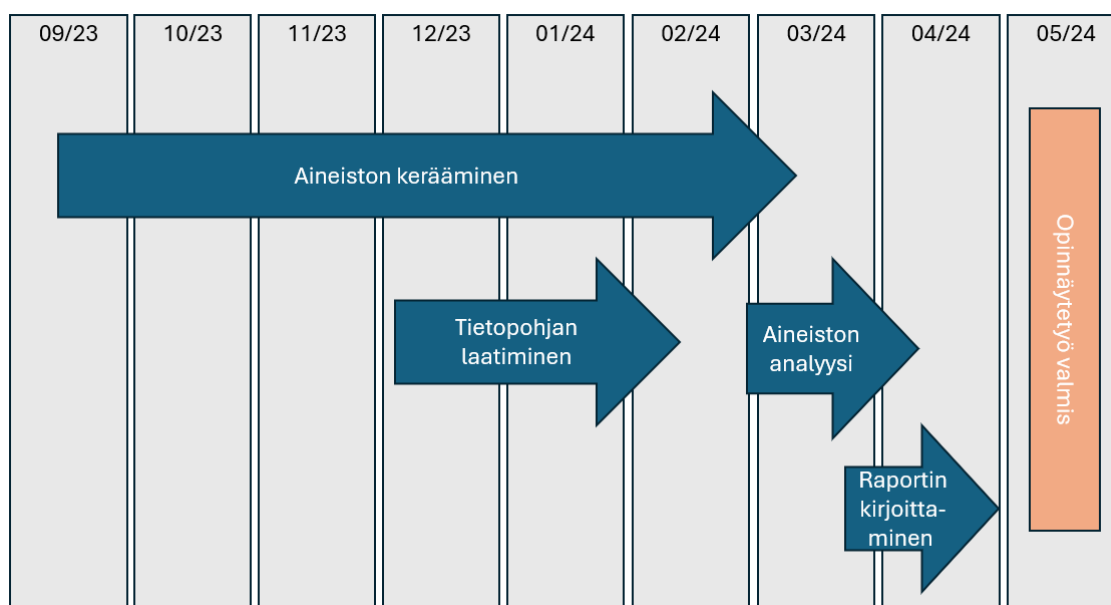 09/23 10/23 11/23 12/23 01/24 02/24 03/24 04/24 05/24
Aineiston kerääminen
Tietopohjan
laatiminen
Aineiston
analyysi
Raportin
kirjoitta-
minen
Opinnäytetyö valmis